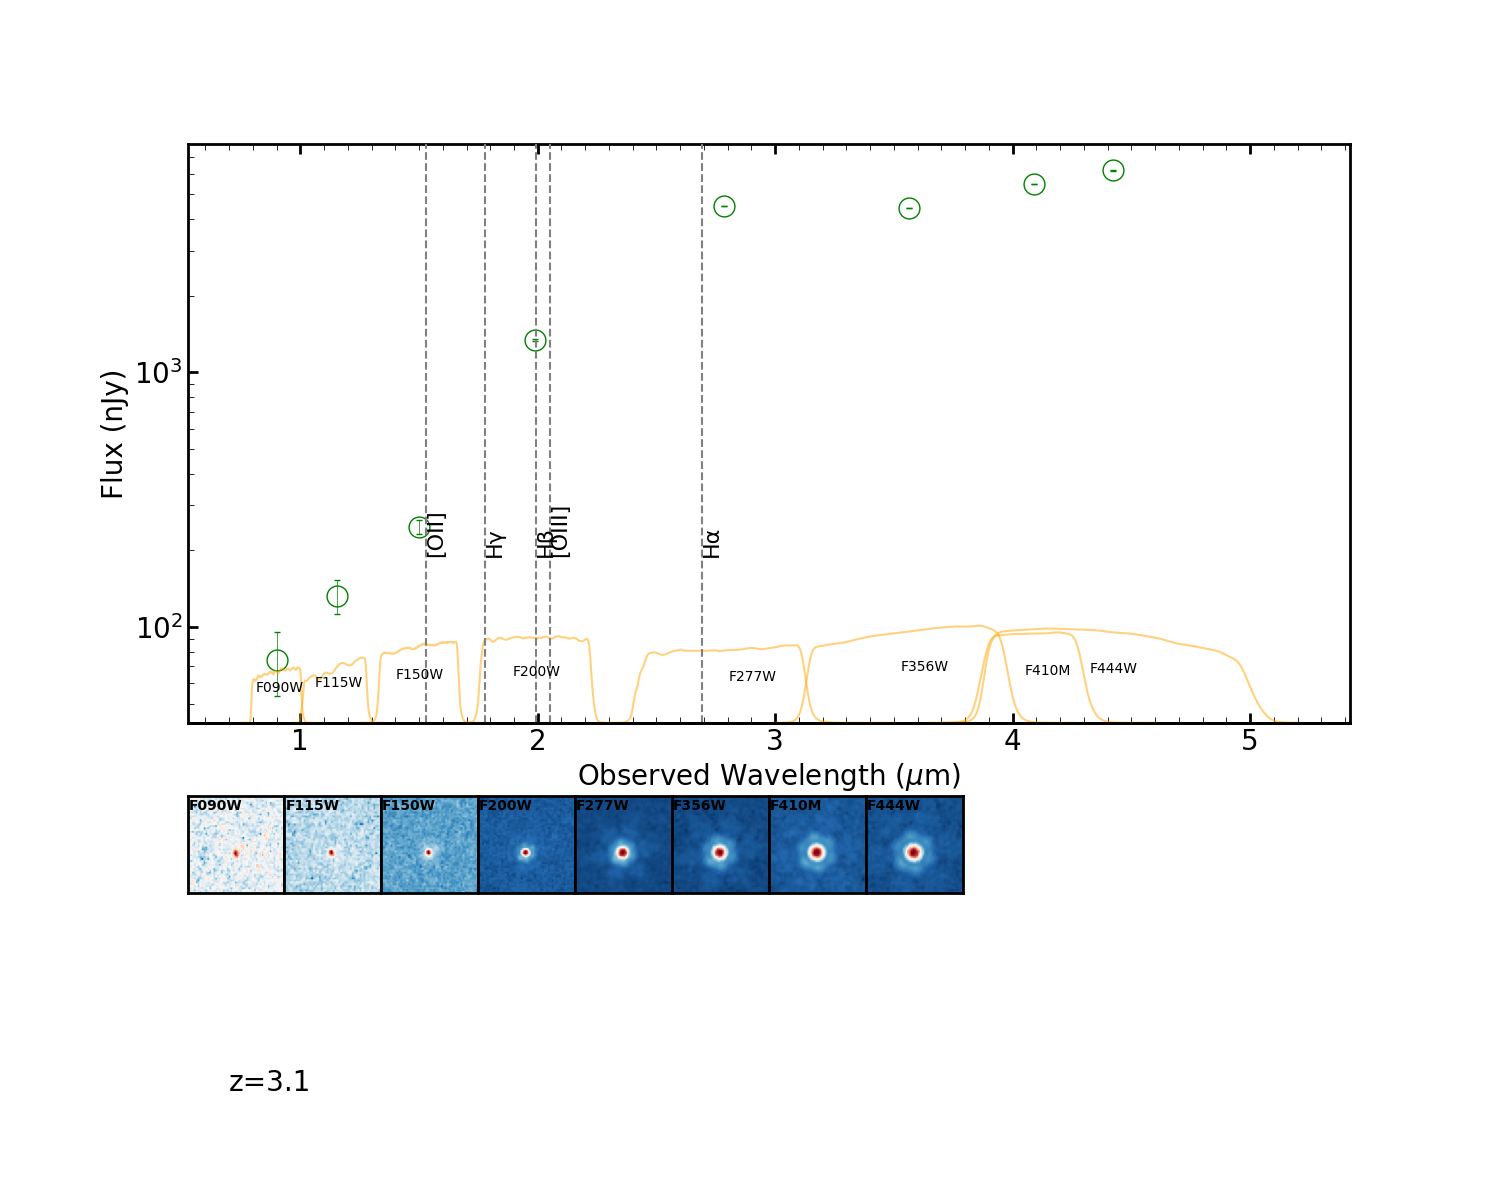 Flux (nJy)
10³
10²
[OII]
Hγ
Hβ
[OIII]
Hα
F090W
F115W
F150W
F200W
F277W
F356W
F410M
F444W
1 2 3 4 5
Observed Wavelength (μm)
F090W F115W F150W F200W F277W F356W F410M F444W
z=3.1